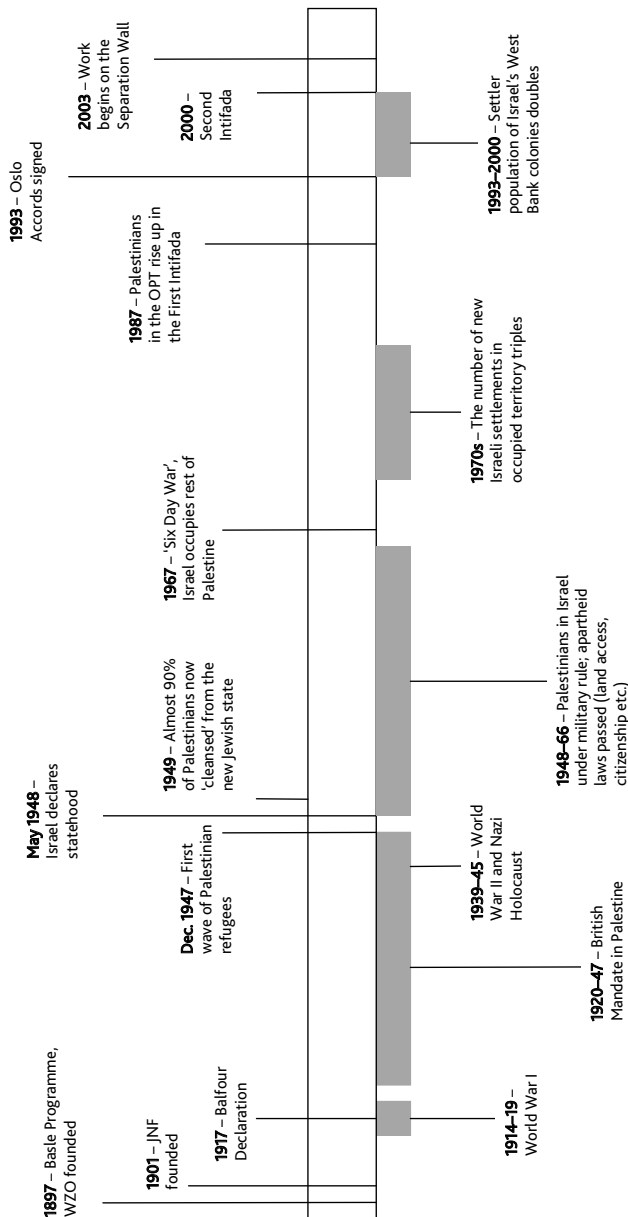 1897 – Basle Programme,
WZO founded
1901 – JNF
founded
1917 – Balfour
Declaration
Dec. 1947 – First
wave of Palestinian
refugees
May 1948 –
Israel declares
statehood
1949 – Almost 90%
of Palestinians now
'cleansed' from the
new Jewish state
1967 – 'Six Day War',
Israel occupies rest of
Palestine
1987 – Palestinians
in the OPT rise up in
the First Intifada
1993 – Oslo
Accords signed
2000 –
Second
Intifada
2003 – Work
begins on the
Separation Wall
1914–19 –
World War I
1920–47 – British
Mandate in Palestine
1939–45 – World
War II and Nazi
Holocaust
1948–66 – Palestinians in Israel
under military rule; apartheid
laws passed (land access,
citizenship etc.)
1970s – The number of new
Israeli settlements in
occupied territory triples
1993–2000 – Settler
population of Israel's West
Bank colonies doubles